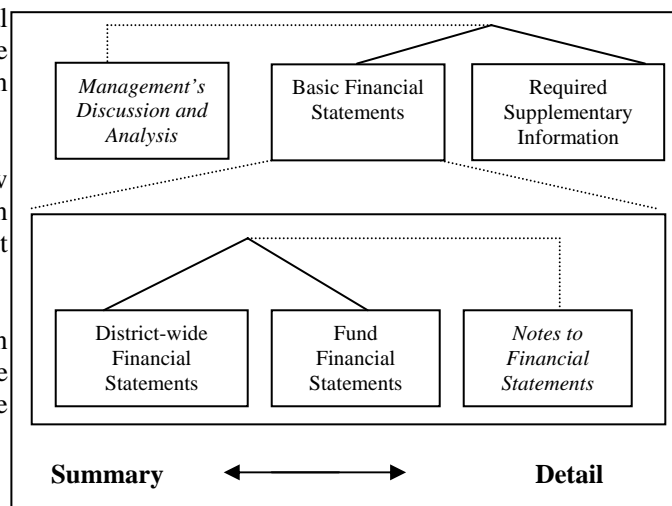 Management's
Discussion and
Analysis
Basic Financial
Statements
Required
Supplementary
Information
District-wide
Financial
Statements
Fund
Financial
Statements
Notes to
Financial
Statements
Summary
Detail